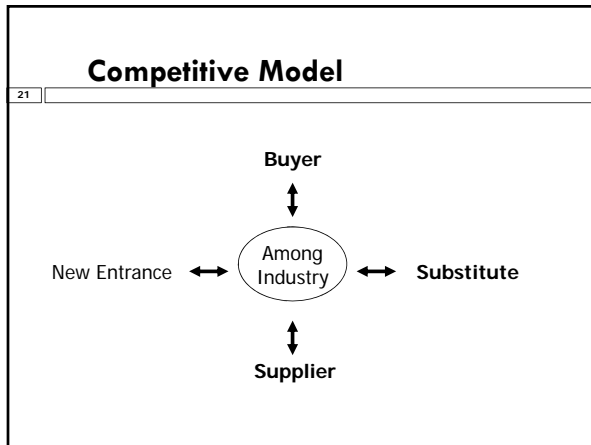 Competitive Model
21
Buyer
Among
Industry
New Entrance
Substitute
Supplier